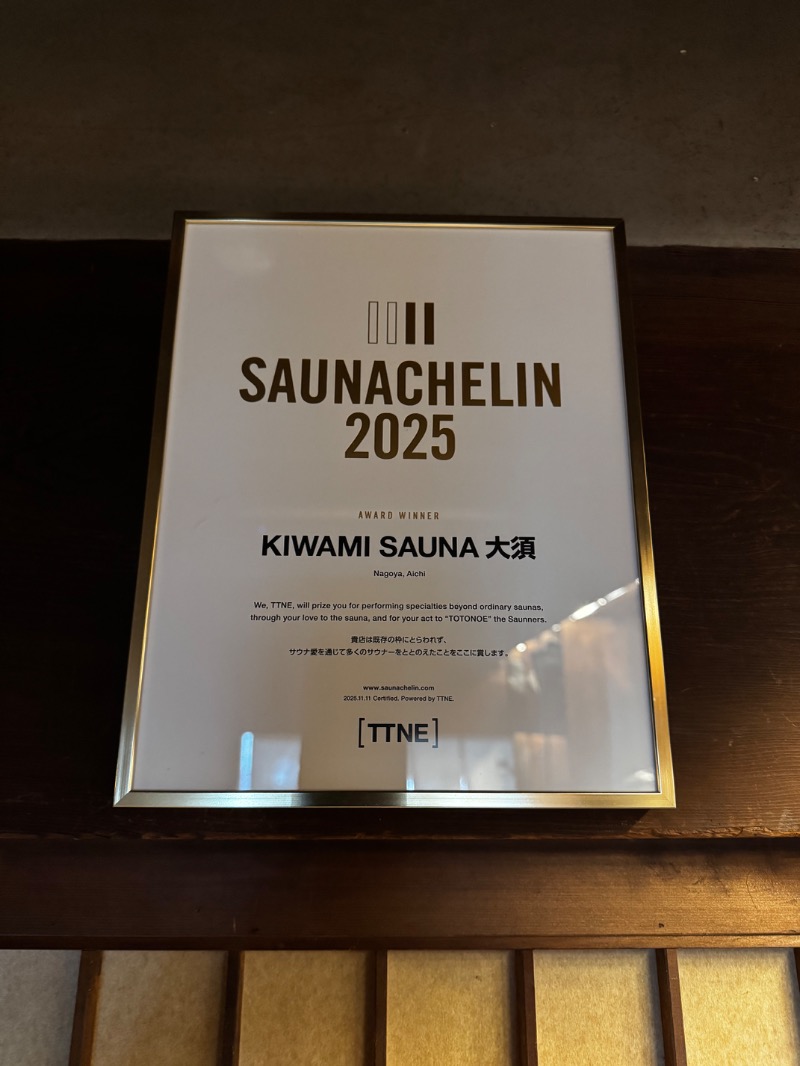 SAUNACHELIN
2025
AWARD WINNER
KIWAMI SAUNA 大須
Nagoya, Aichi
We, TTNE, will prize you for performing specialties beyond ordinary saunas,
through your love to the sauna, and for your act to “TOTONOE” the Saunners.
貴店は既存の枠にとらわれず、
サウナ愛を通じて多くのサウナーをととのえたことをここに賞します。
www.saunachelin.com
2025.11.11 Certified. Powered by TTNE.
[TTNE]